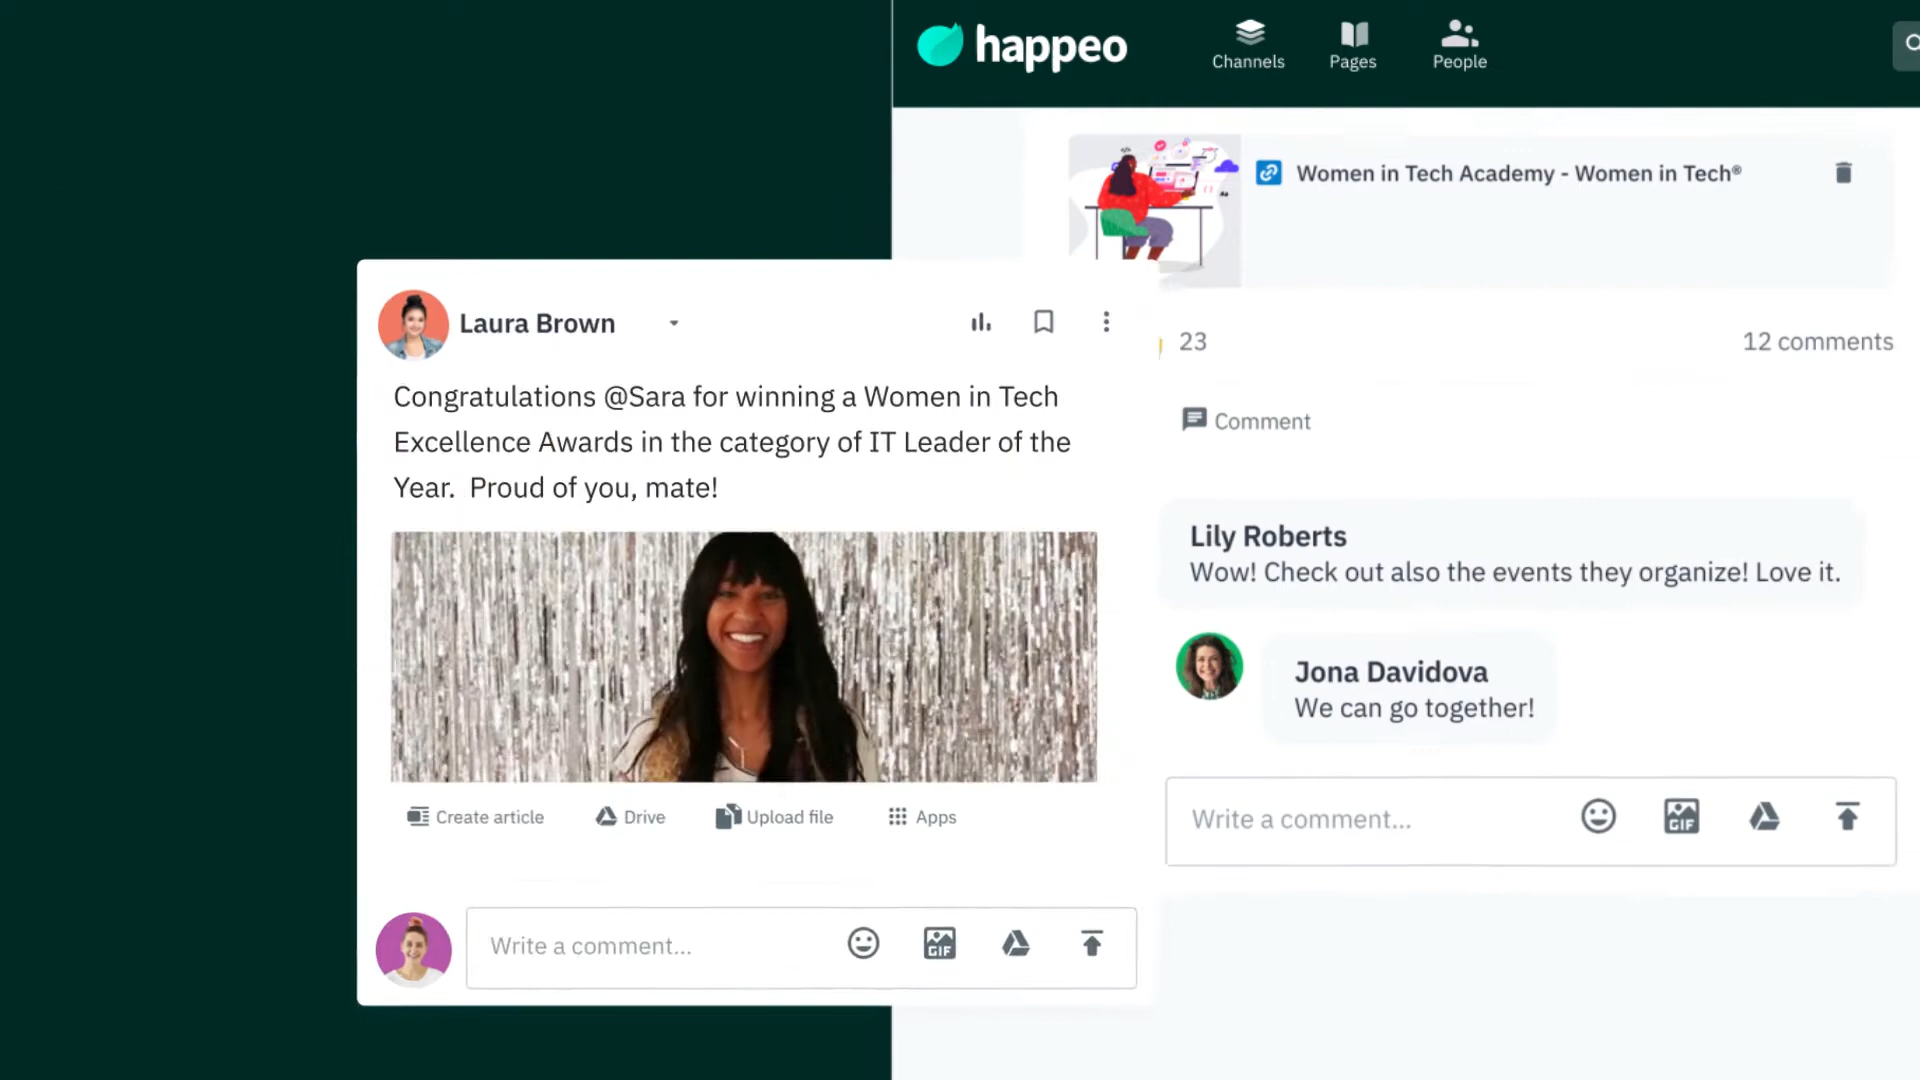 happeo
Channels
Pages
People
Women in Tech Academy - Women in Tech®
Laura Brown
Congratulations @Sara for winning a Women in Tech
Excellence Awards in the category of IT Leader of the
Year.  Proud of you, mate!
Create article
Drive
Upload file
Apps
Write a comment...
GIF
23
12 comments
Comment
Lily Roberts
Wow! Check out also the events they organize! Love it.
Jona Davidova
We can go together!
Write a comment...
GIF